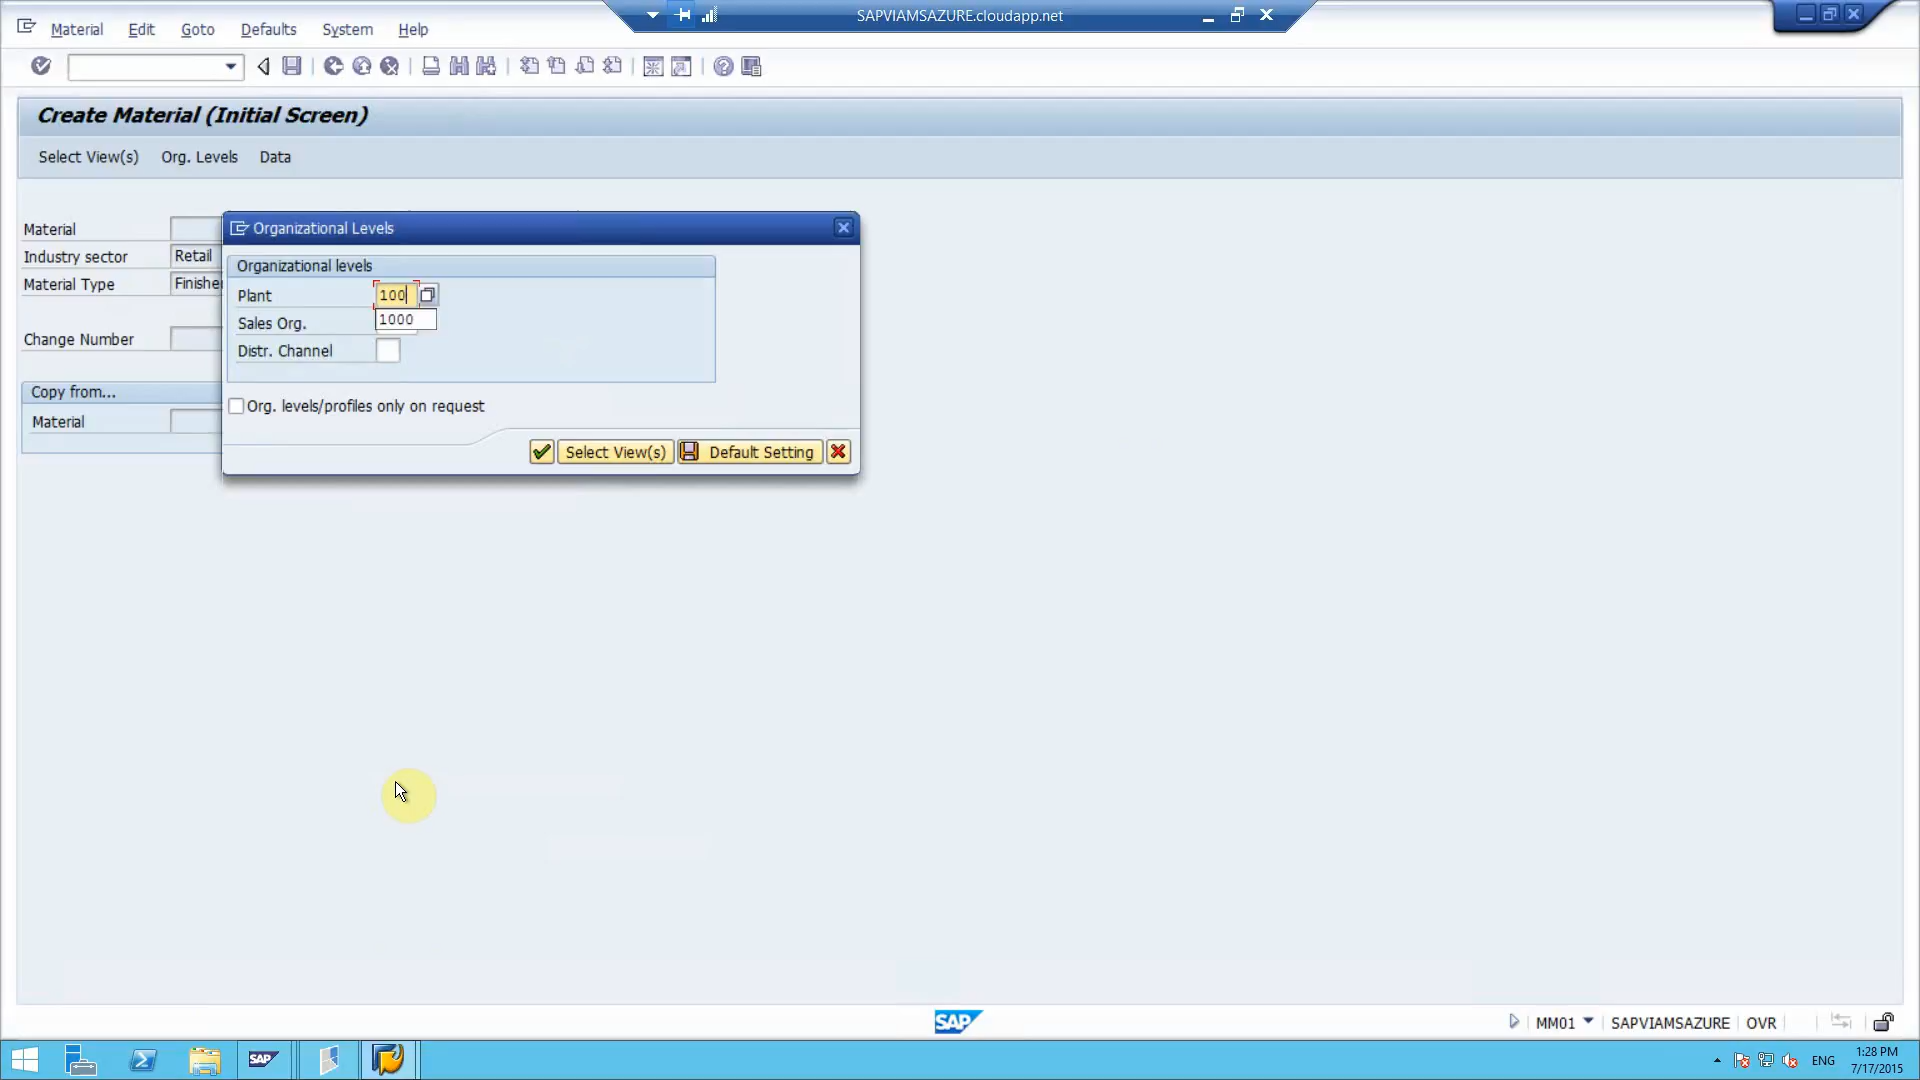 SAPVIAMSAZURE.cloudapp.net
Material Edit Goto Defaults System Help
Create Material (Initial Screen)
Select View(s) Org. Levels Data
Material
Industry sector Retail
Material Type Finishe
Change Number
Copy from...
Material
Organizational Levels
Organizational levels
Plant 100
1000
Sales Org.
Distr. Channel
Org. levels/profiles only on request
Select View(s) Default Setting
SAP
MM01 SAPVIAMSAZURE OVR
SAP
ENG
1:28 PM
7/17/2015